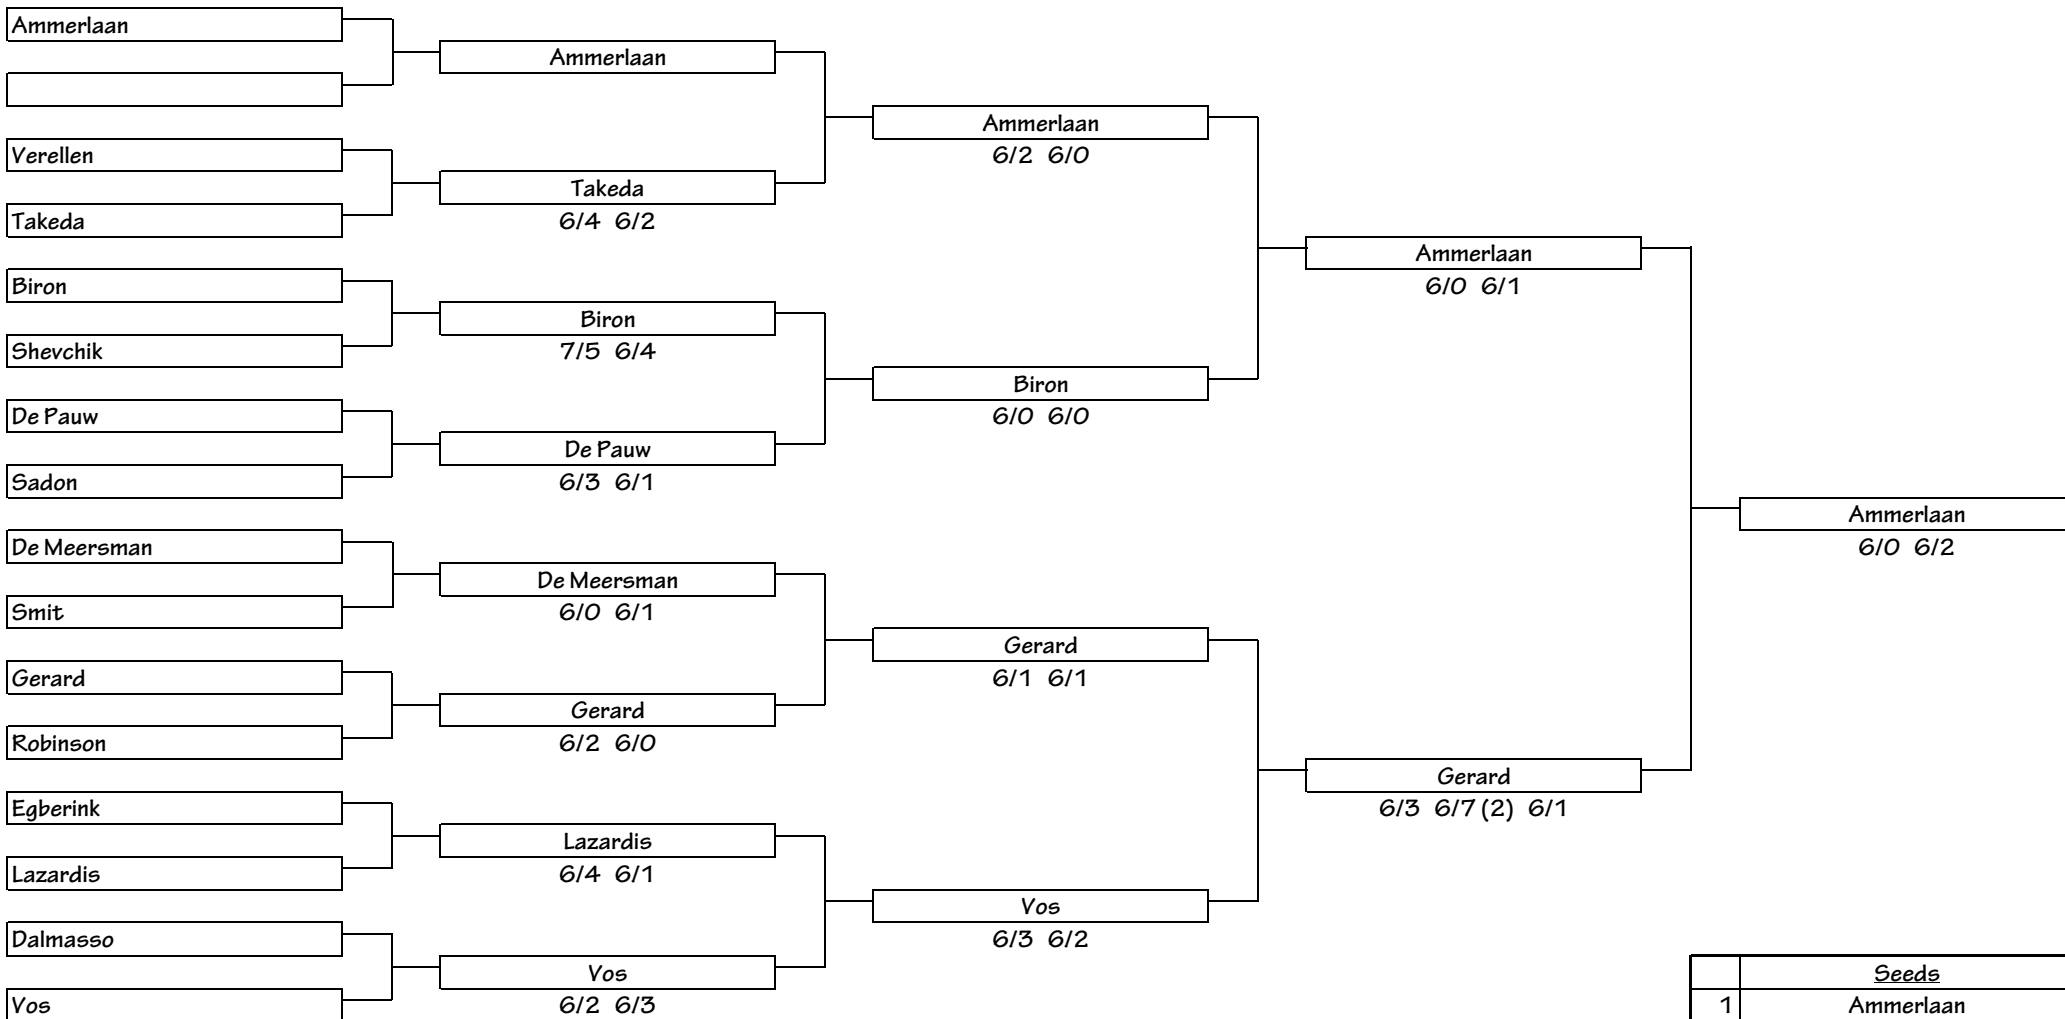 Ammerlaan
Verellen
Takeda
Biron
Shevchik
De Pauw
Sadon
De Meersman
Smit
Gerard
Robinson
Egberink
Lazardis
Dalmasso
Vos
Ammerlaan
Takeda
6/4 6/2
Biron
7/5 6/4
De Pauw
6/3 6/1
De Meersman
6/0 6/1
Gerard
6/2 6/0
Lazardis
6/4 6/1
Vos
6/2 6/3
Ammerlaan
6/2 6/0
Biron
6/0 6/0
Gerard
6/1 6/1
Vos
6/3 6/2
Ammerlaan
6/0 6/1
Gerard
6/3 6/7 (2) 6/1
Ammerlaan
6/0 6/2
Seeds
1 Ammerlaan